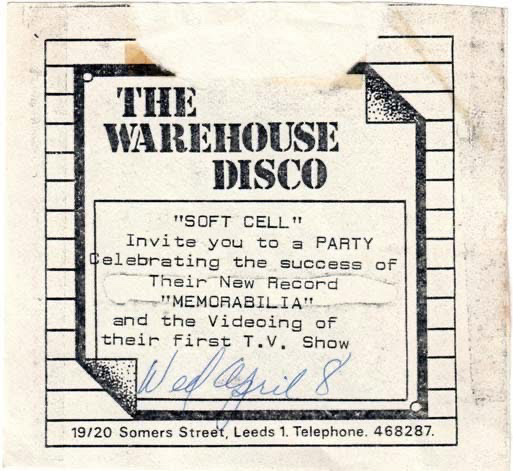 THE
WAREHOUSE
DISCO
"SOFT CELL"
Invite you to a PARTY
Celebrating the success of
Their New Record
"MEMORABILIA"
and the Videoing of
their first T.V. Show
Wed April 8
19/20 Somers Street, Leeds 1. Telephone. 468287.